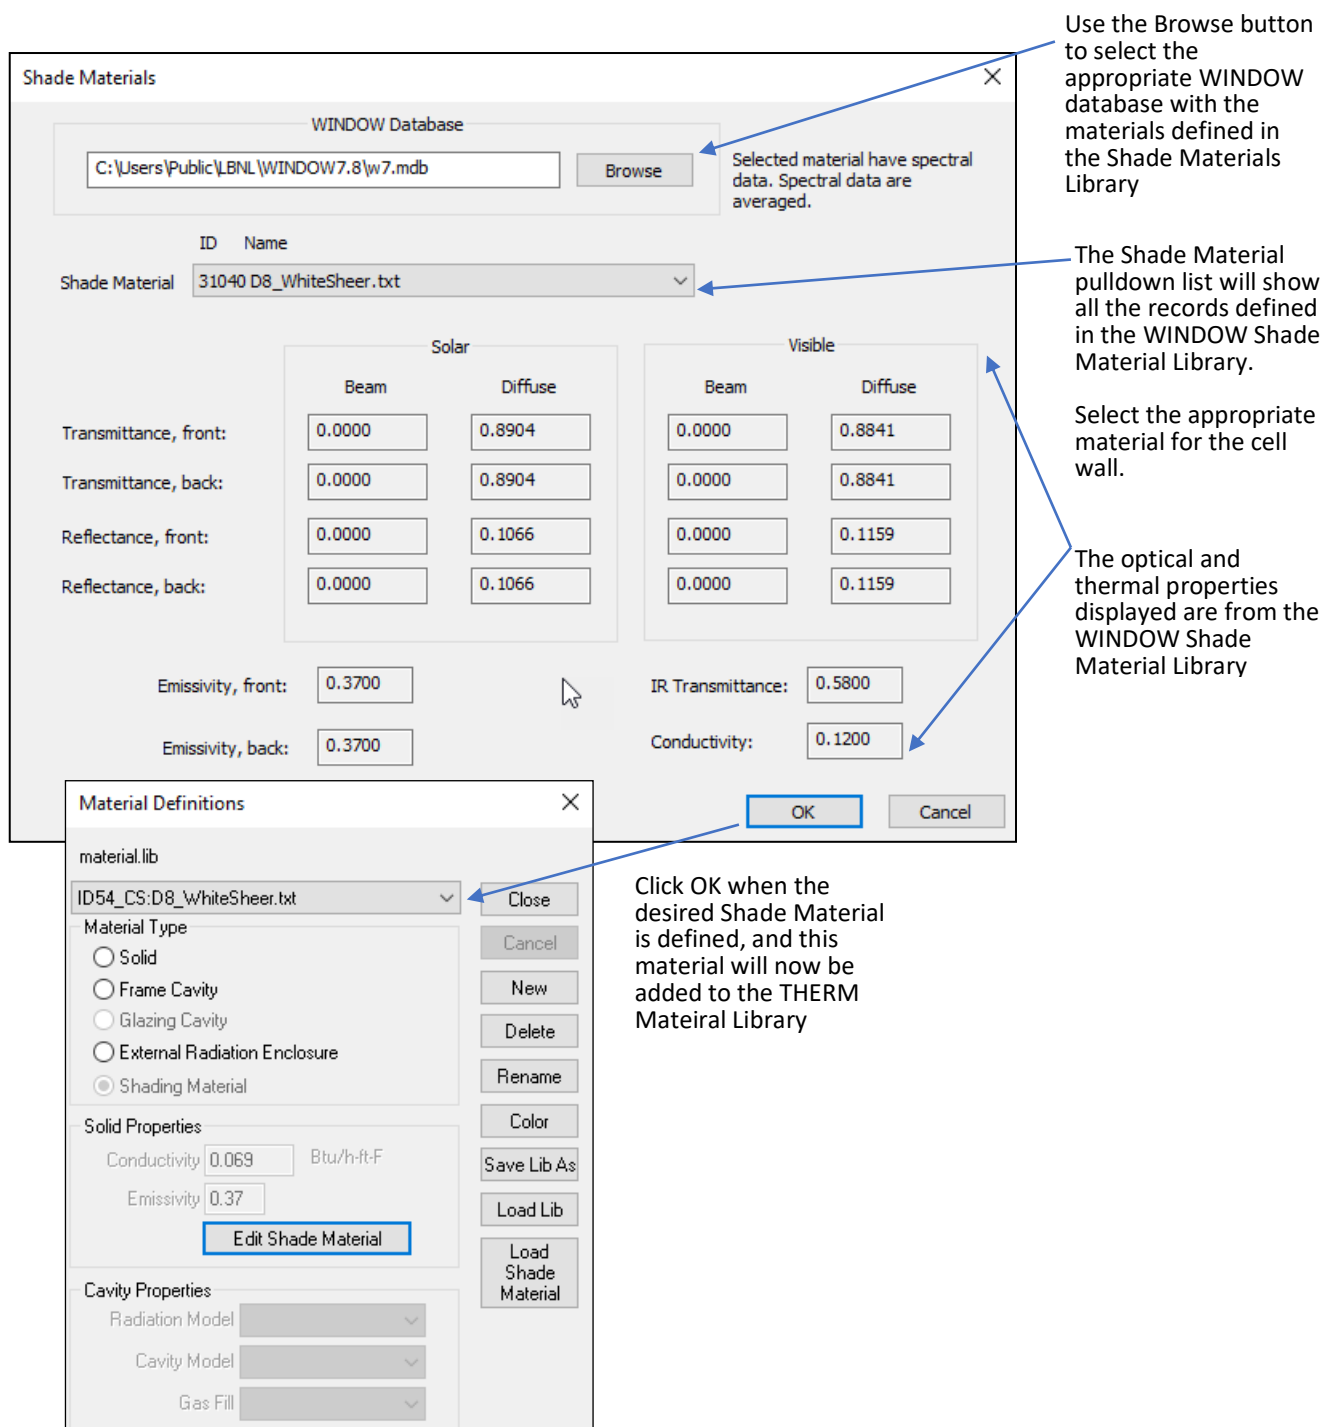 Use the Browse button
to select the
appropriate WINDOW
database with the
materials defined in
the Shade Materials
Library
Shade Materials
WINDOW Database
C:\Users\Public\LBNL\WINDOW7.8\w7.mdb
Browse
Selected material have spectral
data. Spectral data are
averaged.
ID Name
Shade Material 31040 D8_WhiteSheer.txt
The Shade Material
pulldown list will show
all the records defined
in the WINDOW Shade
Material Library.
Select the appropriate
material for the cell
wall.
Solar Visible
Beam Diffuse Beam Diffuse
Transmittance, front: 0.0000 0.8904 0.0000 0.8841
Transmittance, back: 0.0000 0.8904 0.0000 0.8841
Reflectance, front: 0.0000 0.1066 0.0000 0.1159
Reflectance, back: 0.0000 0.1066 0.0000 0.1159
The optical and
thermal properties
displayed are from the
WINDOW Shade
Material Library
Emissivity, front: 0.3700 IR Transmittance: 0.5800
Emissivity, back: 0.3700 Conductivity: 0.1200
OK Cancel
Material Definitions
material.lib
ID54_CS:D8_WhiteSheer.txt
Material Type
Solid
Frame Cavity
Glazing Cavity
External Radiation Enclosure
Shading Material
Solid Properties
Conductivity 0.069 Btu/h-ft-F
Emissivity 0.37
Edit Shade Material
Cavity Properties
Radiation Model
Cavity Model
Gas Fill
Close
Cancel
New
Delete
Rename
Color
Save Lib As
Load Lib
Load
Shade
Material
Click OK when the
desired Shade Material
is defined, and this
material will now be
added to the THERM
Mateiral Library